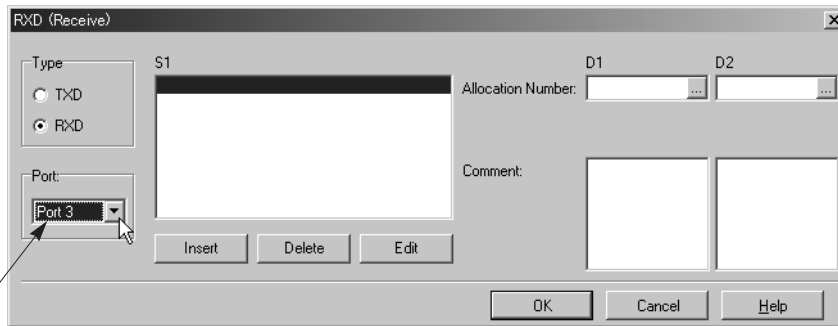 RXD (Receive)
Type
TXD
RXD
Port:
Port 3
S1
Insert
Delete
Edit
D1
D2
Allocation Number:
...
...
Comment:
OK
Cancel
Help